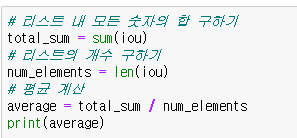 # 리스트 내 모든 숫자의 합 구하기
total_sum = sum(iou)
# 리스트의 개수 구하기
num_elements = len(iou)
# 평균 계산
average = total_sum / num_elements
print(average)